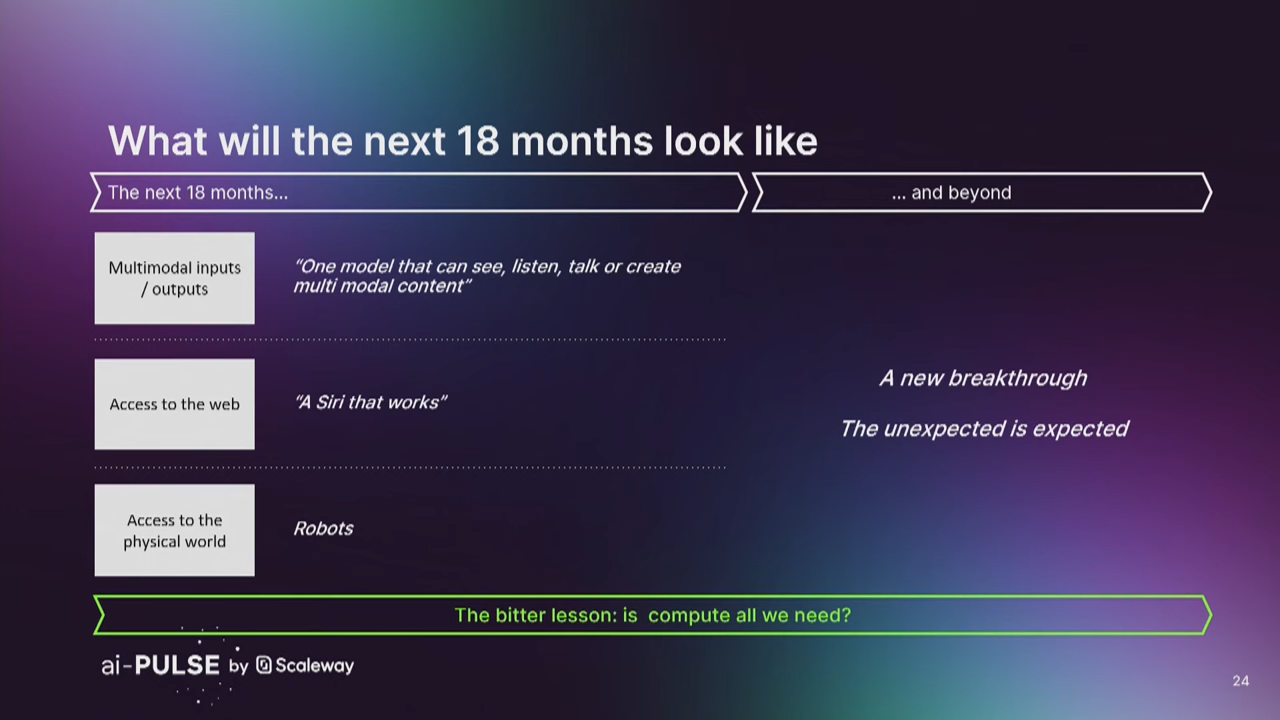 What will the next 18 months look like
The next 18 months...
... and beyond
Multimodal inputs
/ outputs
“One model that can see, listen, talk or create
multi modal content”
Access to the web
“A Siri that works”
Access to the
physical world
Robots
A new breakthrough
The unexpected is expected
The bitter lesson: is  compute all we need?
ai-PULSE by Scaleway
24